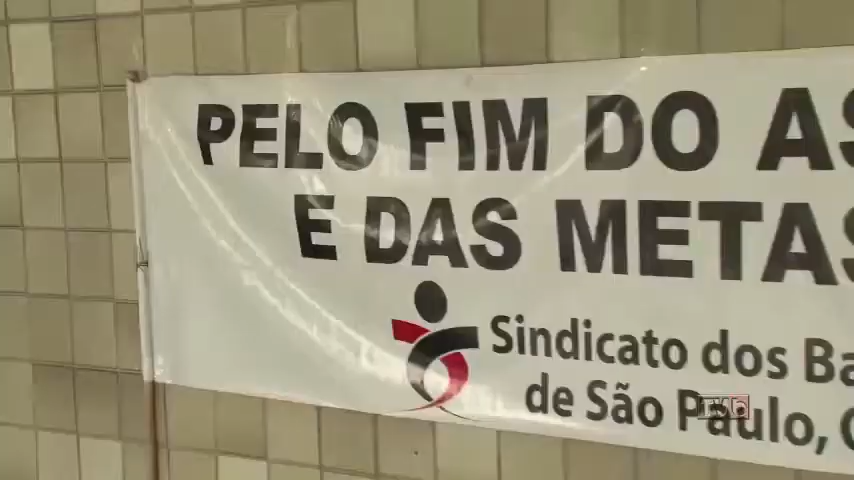 PELO FIM DO AS
E DAS METAS
Sindicato dos Ba
de São Paulo,